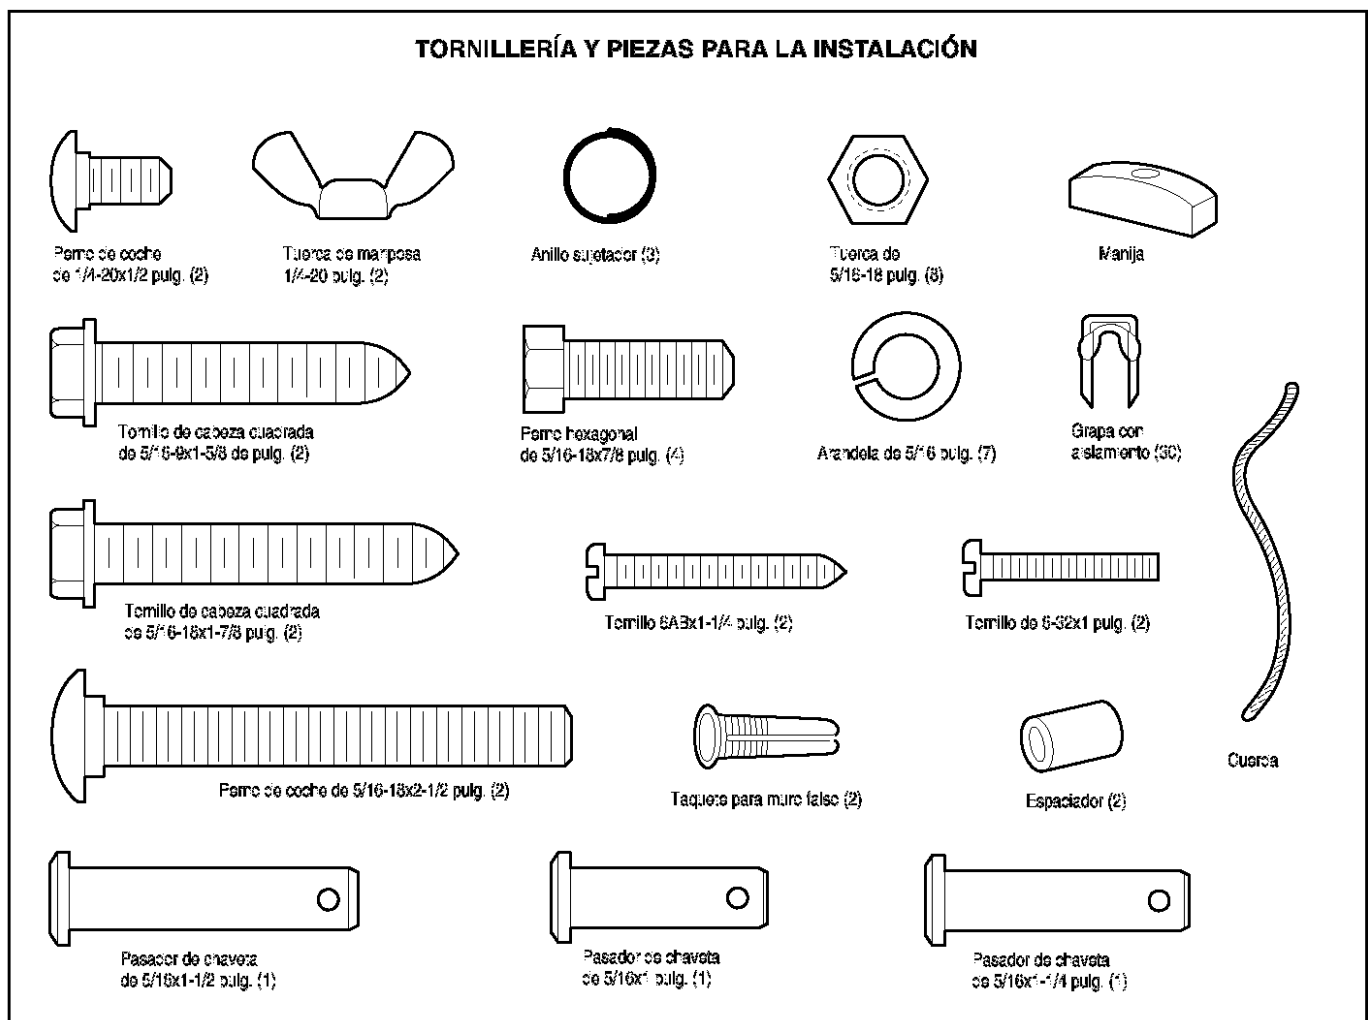 TORNILLERÍA Y PIEZAS PARA LA INSTALACIÓN
Perno de coche
de 1/4-20x1/2 pulg. (2)
Tuerca de mariposa
1/4-20 pulg. (2)
Anillo sujetador (3)
Tuerca de
5/16-18 pulg. (8)
Manija
Tornillo de cabeza cuadrada
de 5/16-9x1-5/8 de pulg. (2)
Perno hexagonal
de 5/16-18x7/8 pulg. (4)
Arandela de 5/16 pulg. (7)
Grapa con
aislamiento (30)
Tornillo de cabeza cuadrada
de 5/16-18x1-7/8 pulg. (2)
Tornillo 6ABx1-1/4 pulg. (2)
Tornillo de 6-32x1 pulg. (2)
Perno de coche de 5/16-18x2-1/2 pulg. (2)
Taquete para muro falso (2)
Espaciador (2)
Cuerda
Pasador de chaveta
de 5/16x1-1/2 pulg. (1)
Pasador de chaveta
de 5/16x1 pulg. (1)
Pasador de chaveta
de 5/16x1-1/4 pulg. (1)